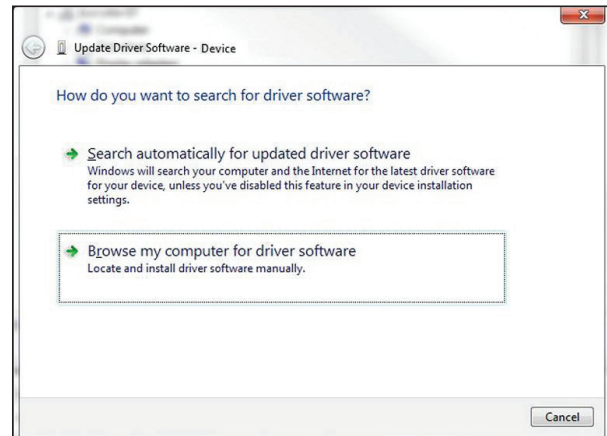 Computer
Update Driver Software - Device
How do you want to search for driver software?
Search automatically for updated driver software
Windows will search your computer and the Internet for the latest driver software
for your device, unless you've disabled this feature in your device installation
settings.
Browse my computer for driver software
Locate and install driver software manually.
Cancel